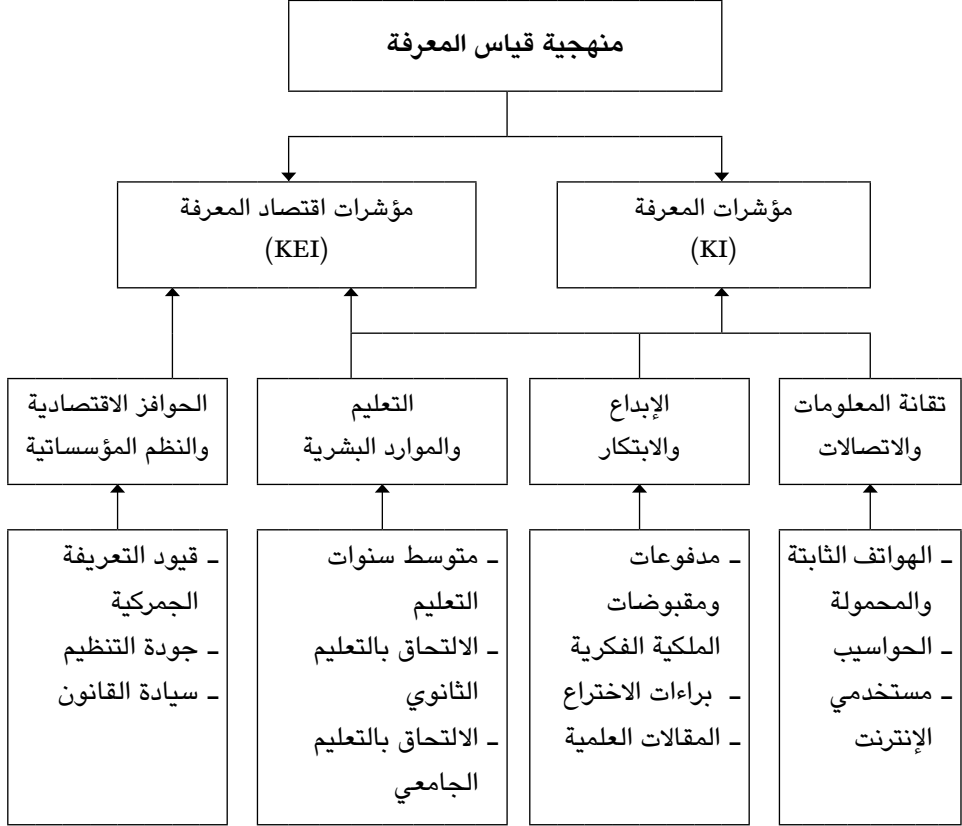 منهجية قياس المعرفة
مؤشرات المعرفة
(KI)
مؤشرات اقتصاد المعرفة
(KEI)
تقانة المعلومات
والاتصالات
الإبداع
والابتكار
التعليم
والموارد البشرية
الحوافز الاقتصادية
والنظم المؤسساتية
ـ الهواتف الثابتة
والمحمولة
ـ الحواسيب
ـ مستخدمي
الإنترنت
ـ مدفوعات
ومقبوضات
الملكية الفكرية
ـ براءات الاختراع
ـ المقالات العلمية
ـ متوسط سنوات
التعليم
ـ الالتحاق بالتعليم
الثانوي
ـ الالتحاق بالتعليم
الجامعي
ـ قيود التعريفة
الجمركية
ـ جودة التنظيم
ـ سيادة القانون